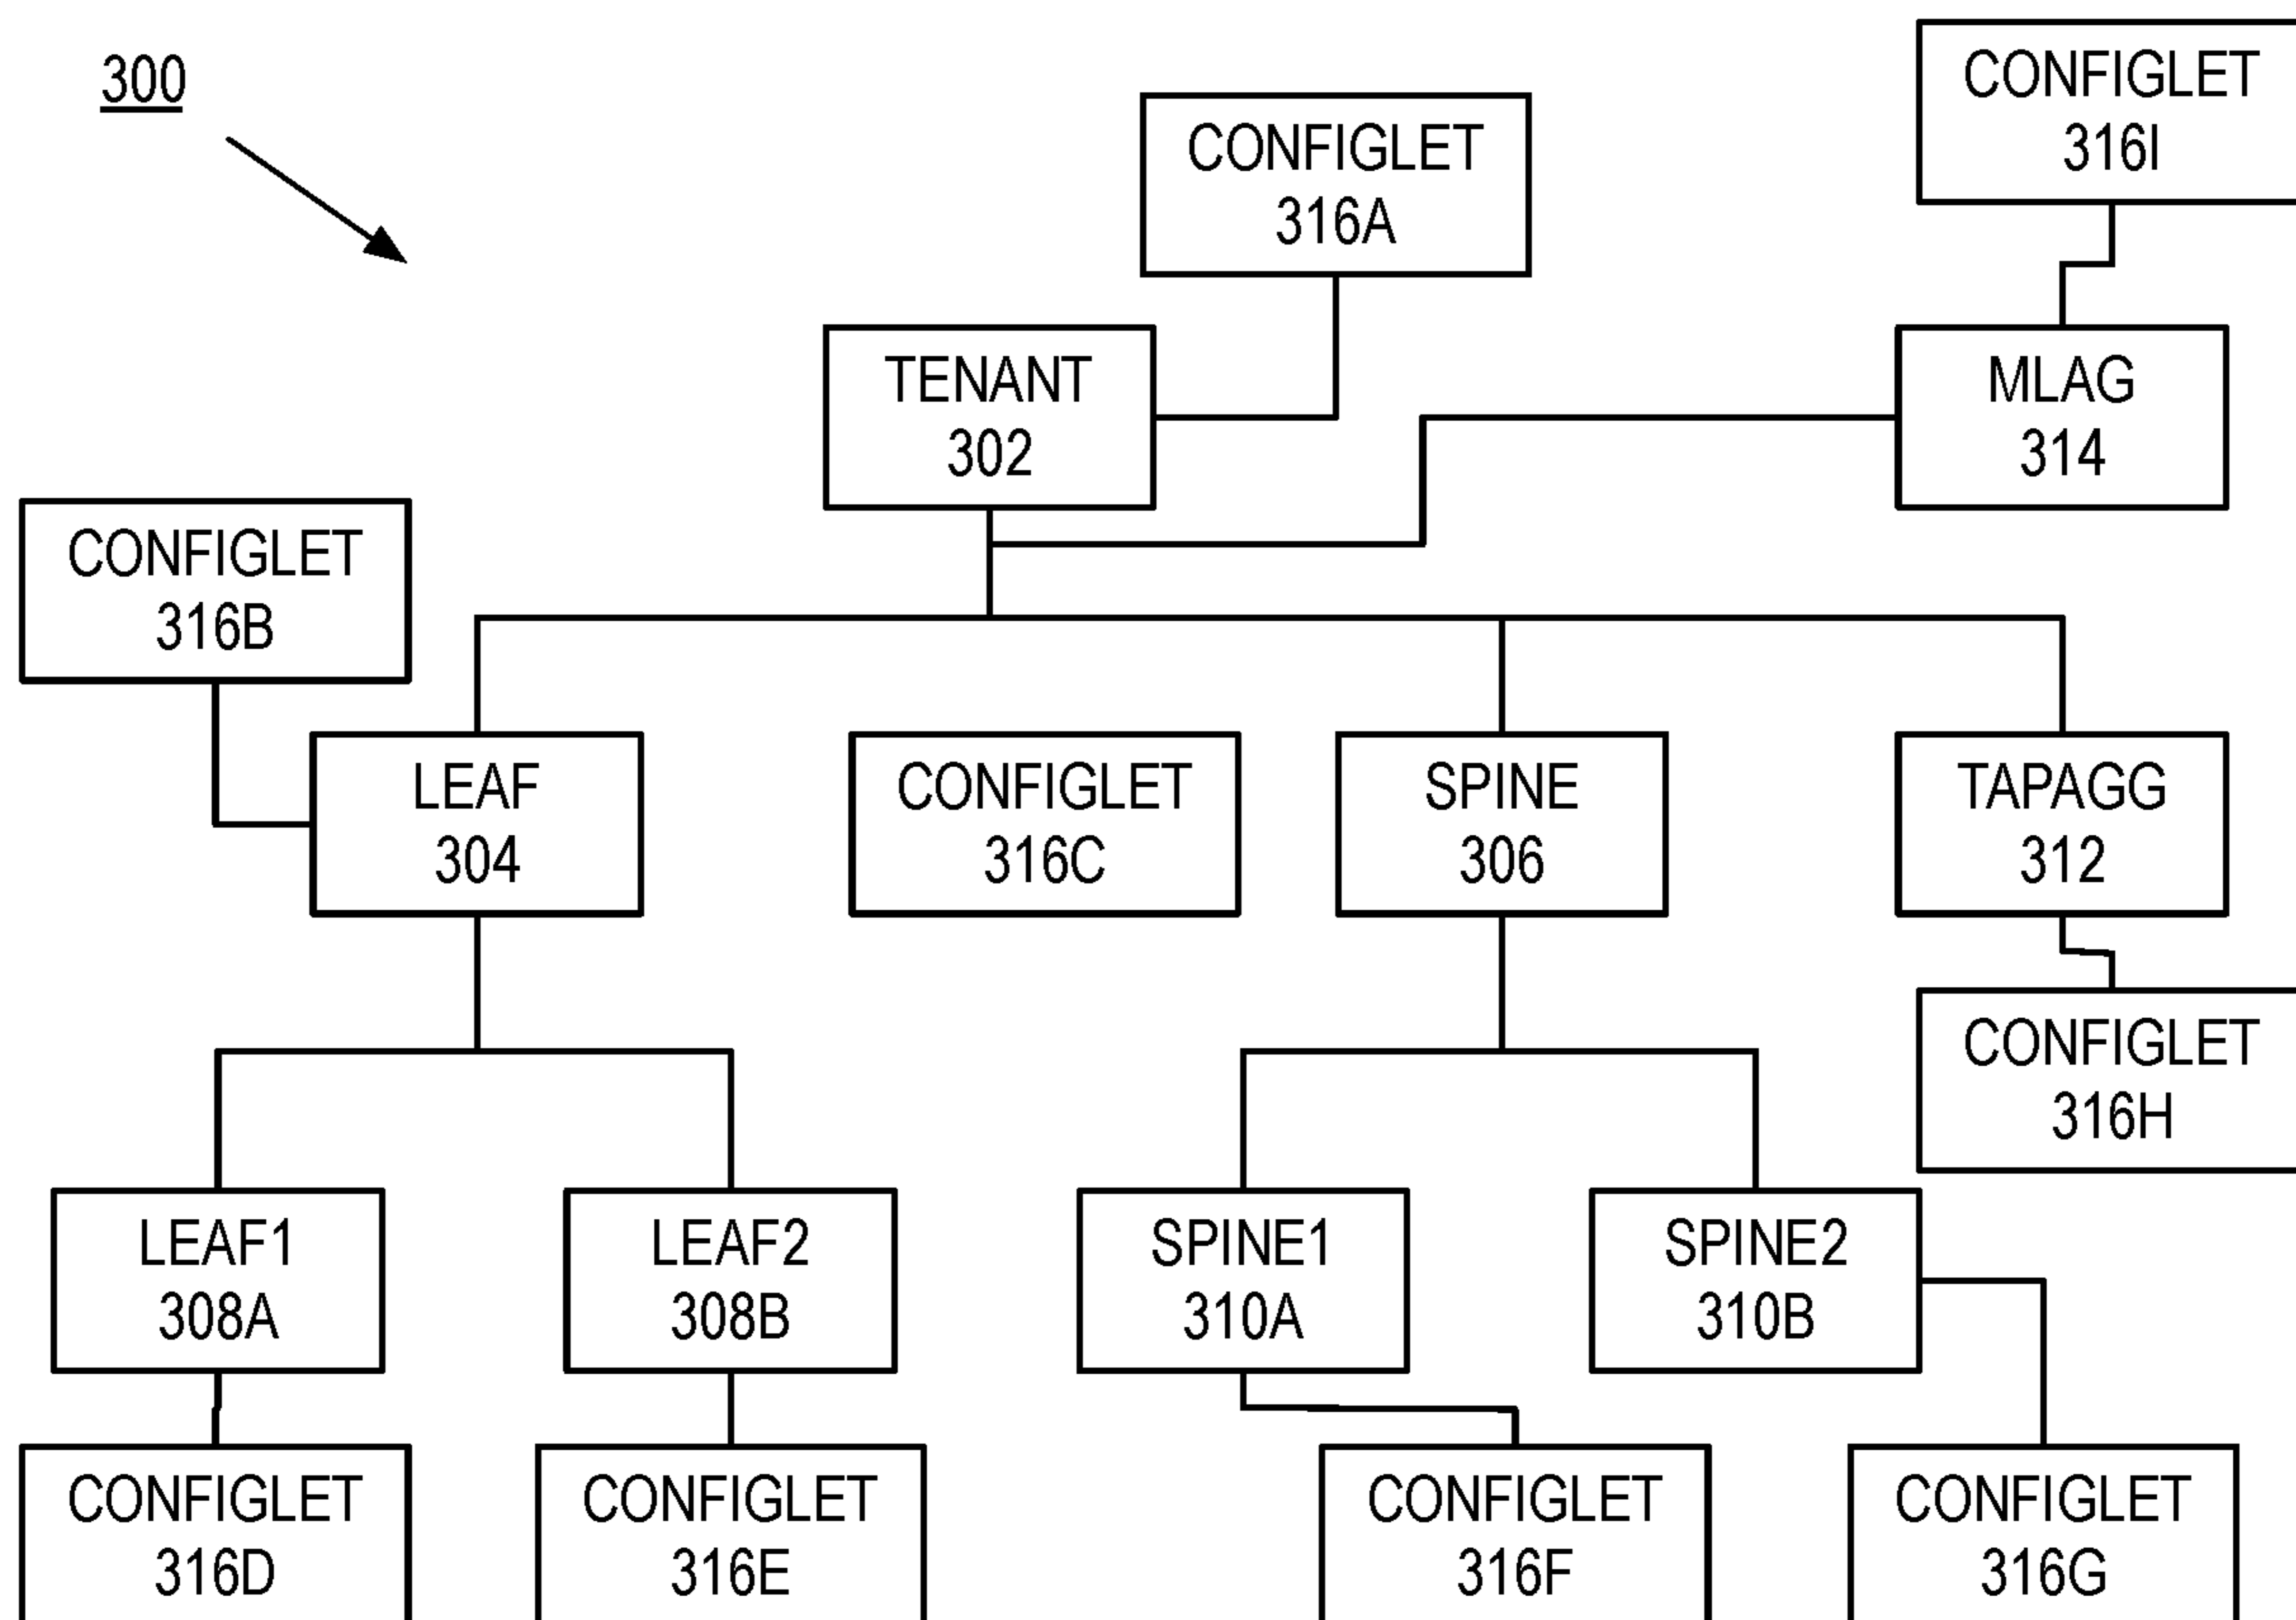 300
CONFIGLET
316I
CONFIGLET
316A
TENANT
302
MLAG
314
CONFIGLET
316B
LEAF
304
CONFIGLET
316C
SPINE
306
TAPAGG
312
CONFIGLET
316H
LEAF1
308A
LEAF2
308B
SPINE1
310A
SPINE2
310B
CONFIGLET
316D
CONFIGLET
316E
CONFIGLET
316F
CONFIGLET
316G